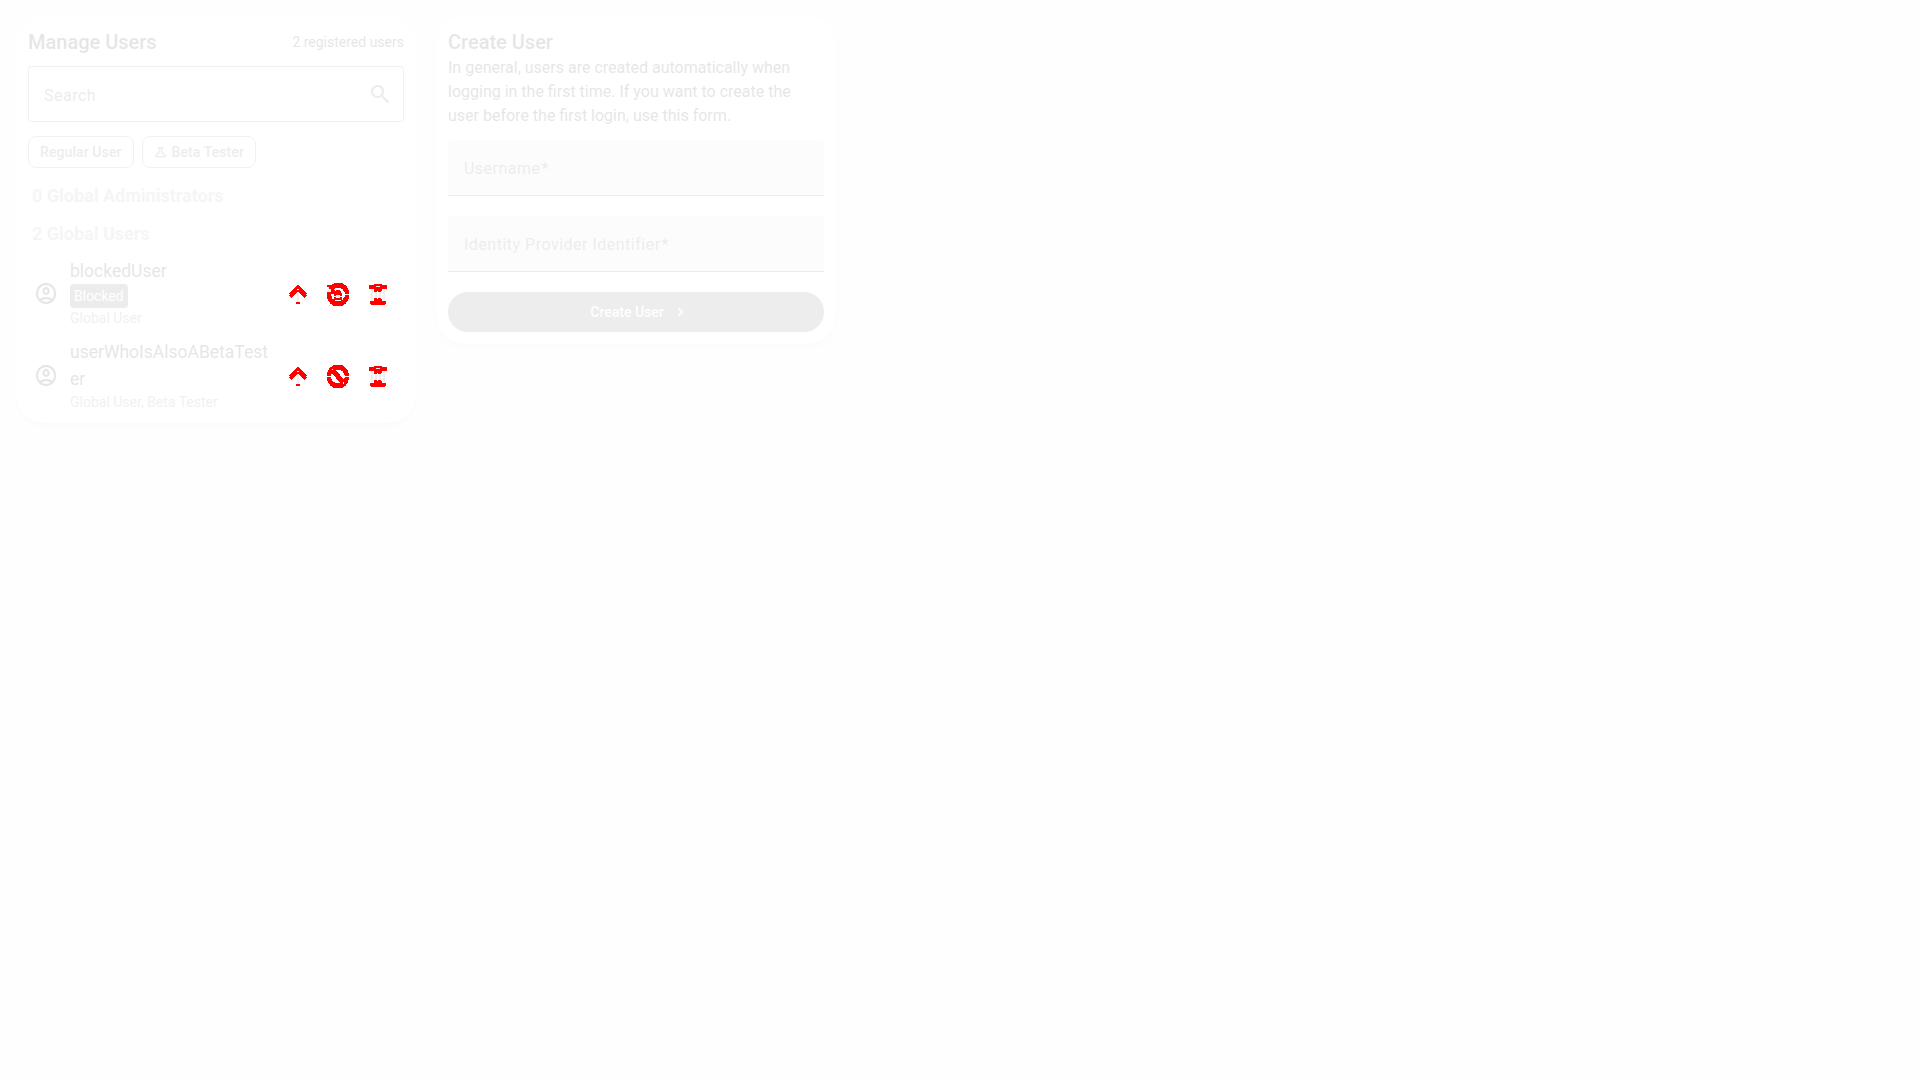 Manage Users
2 registered users
Search
Regular User
Beta Tester
0 Global Administrators
2 Global Users
blockedUser
Blocked
Global User
userWhoIsAlsoABetaTest
er
Global User, Beta Tester
Create User
In general, users are created automatically when
logging in the first time. If you want to create the
user before the first login, use this form.
Username*
Identity Provider Identifier*
Create User